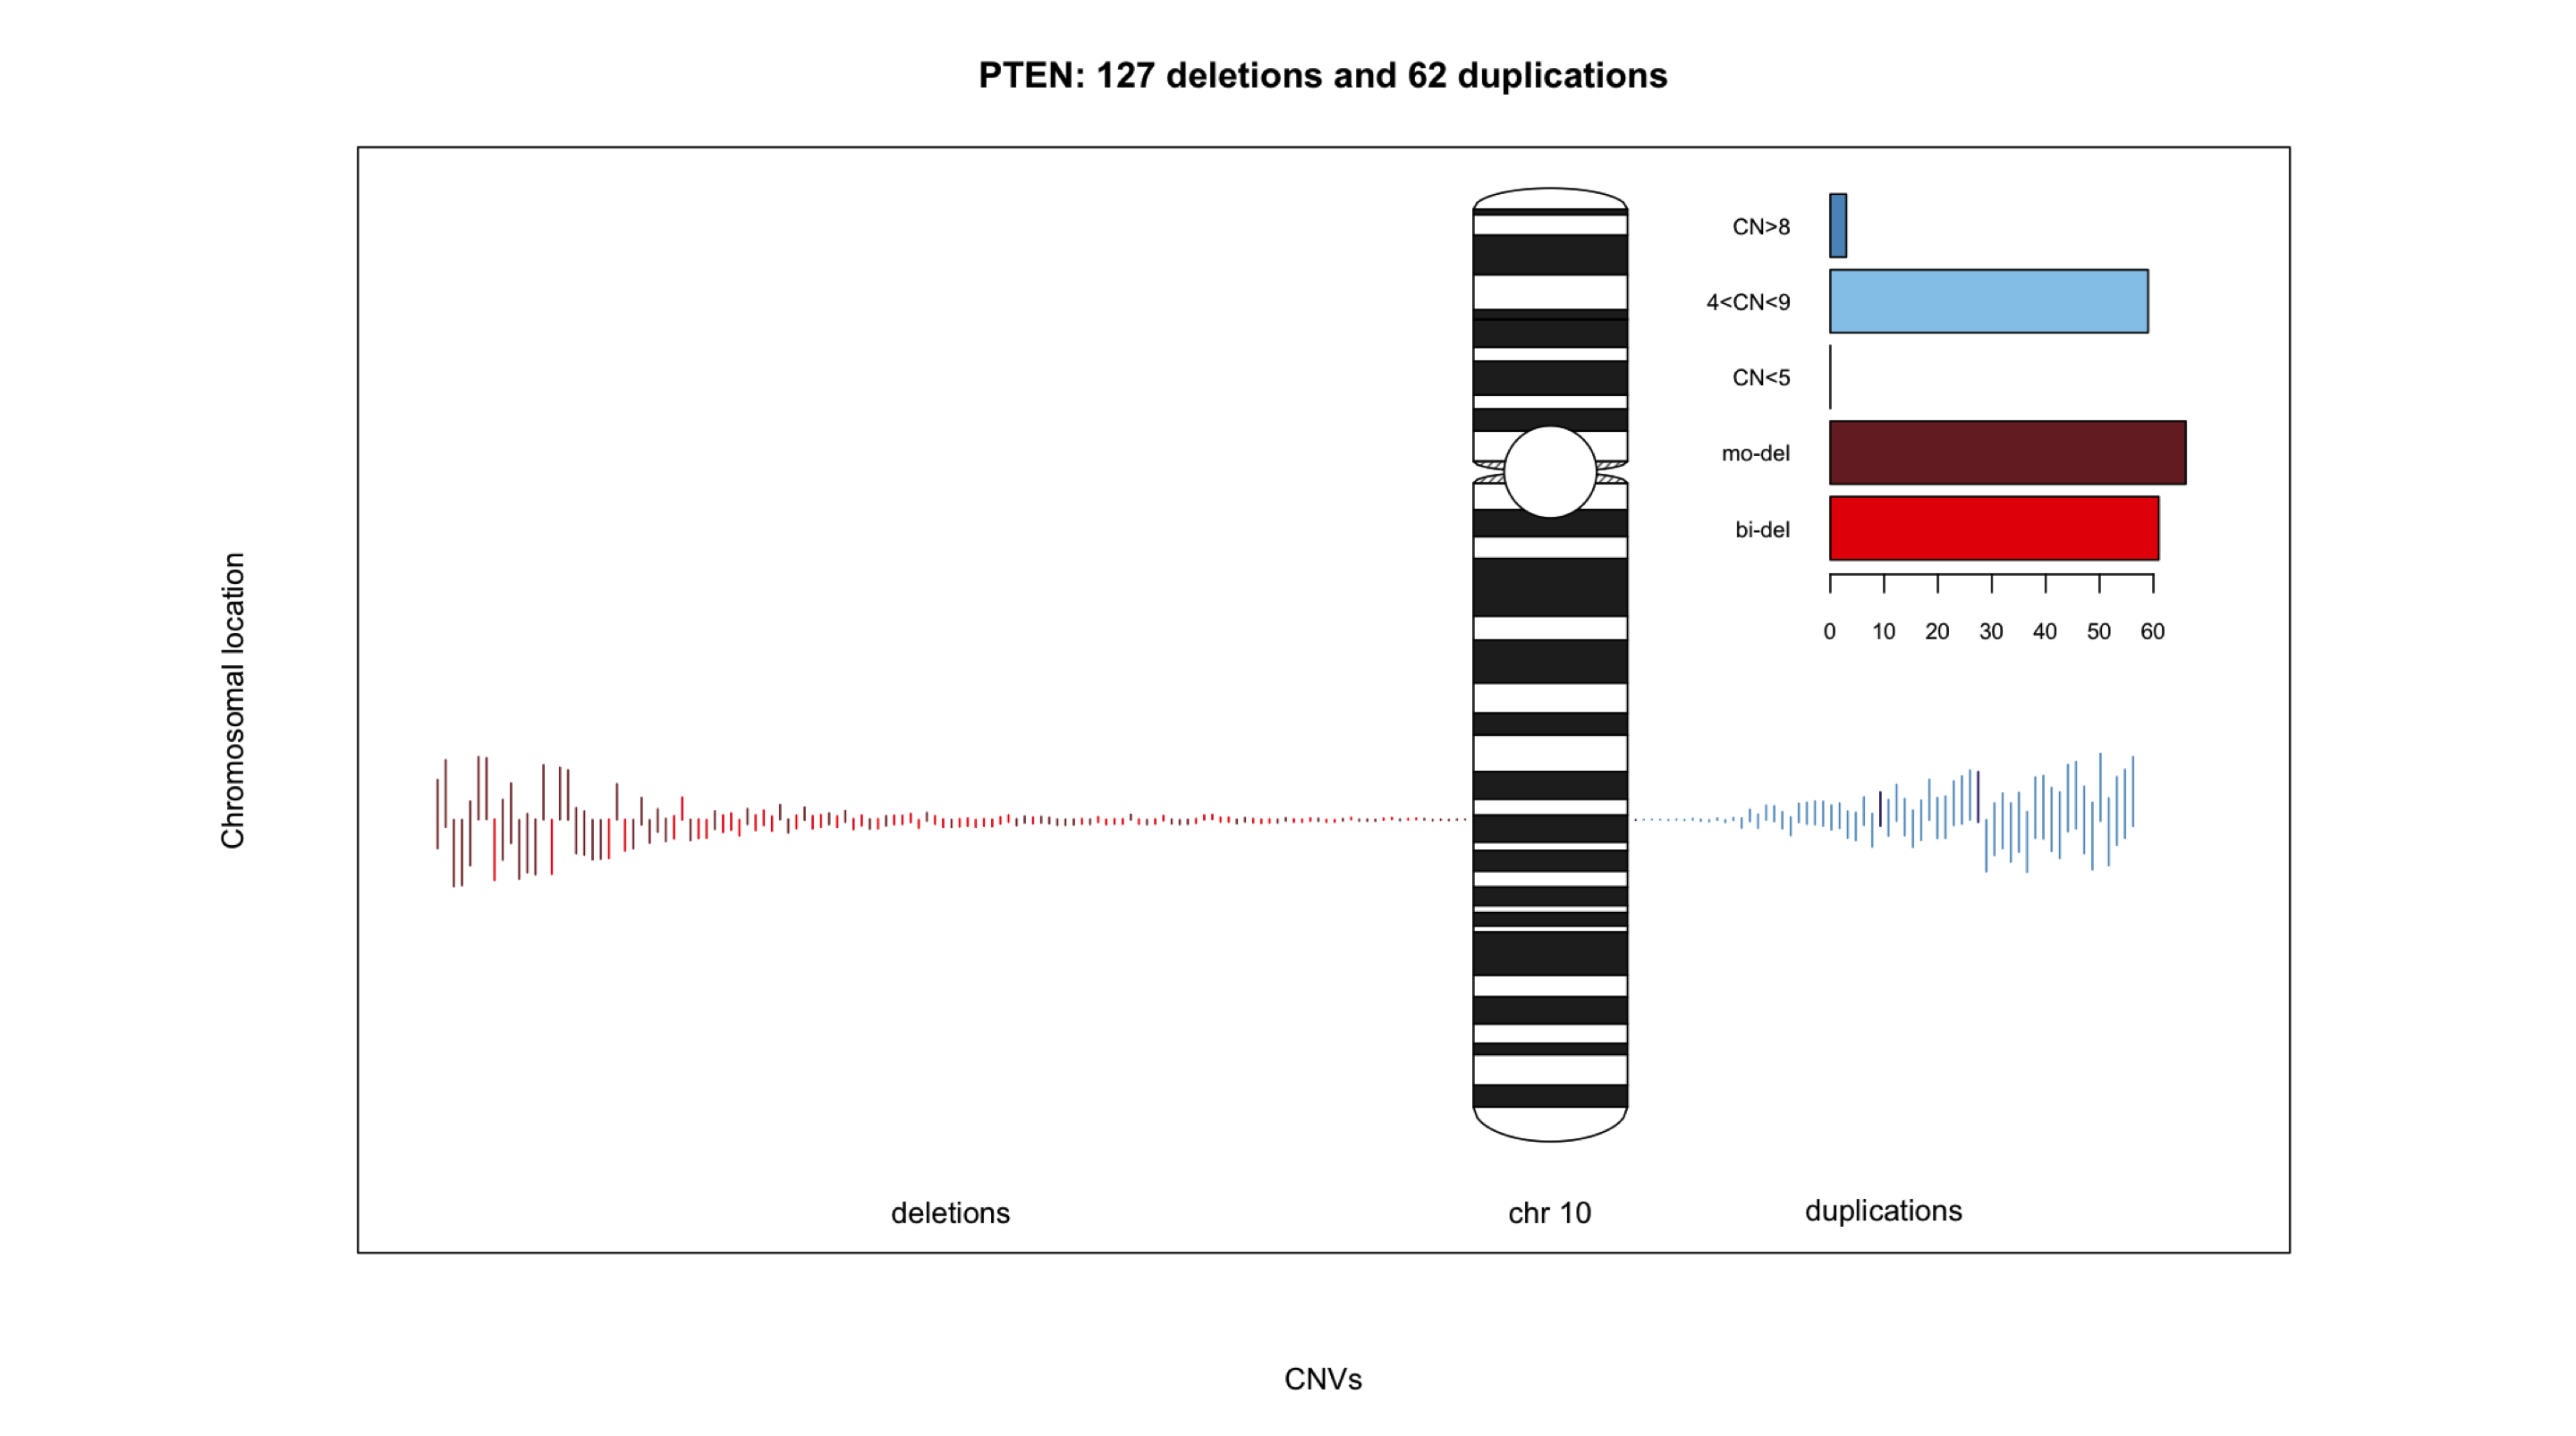 PTEN: 127 deletions and 62 duplications
Chromosomal location
CN>8
4<CN<9
CN<5
mo-del
bi-del
0 10 20 30 40 50 60
deletions
chr 10
duplications
CNVs